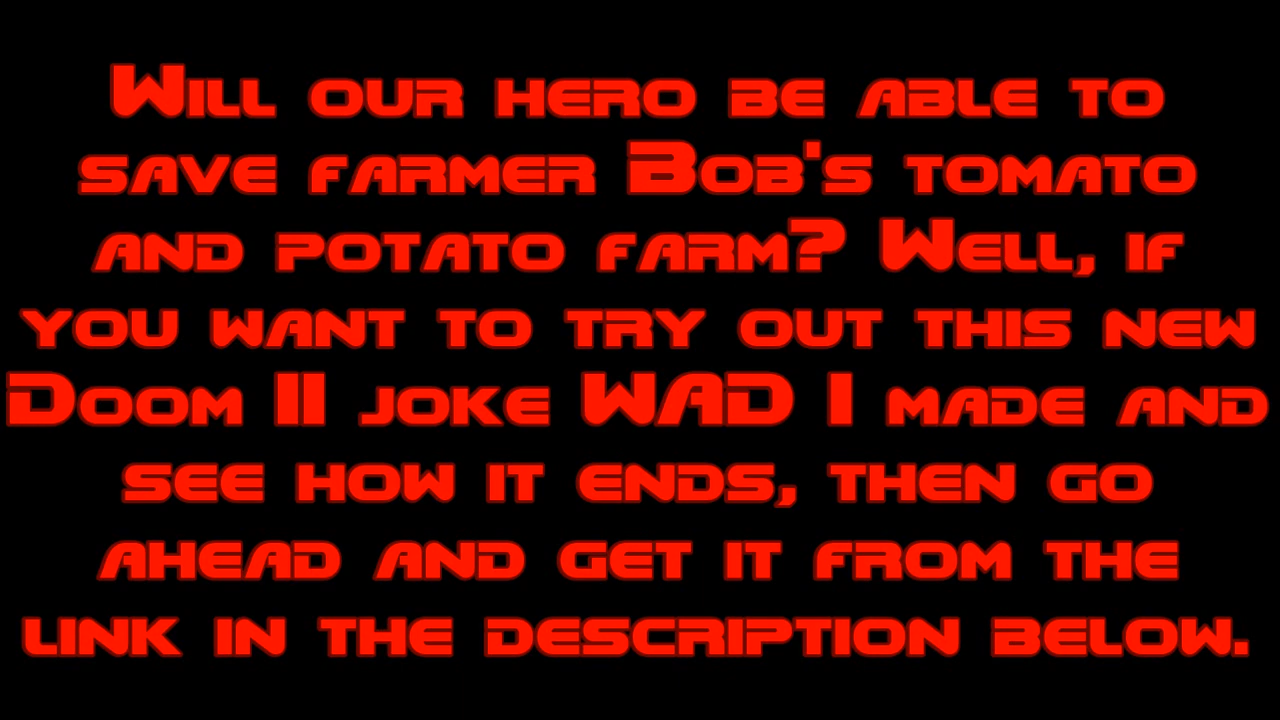 Will our hero be able to
save farmer Bob's tomato
and potato farm? Well, if
you want to try out this new
Doom II joke WAD I made and
see how it ends, then go
ahead and get it from the
link in the description below.